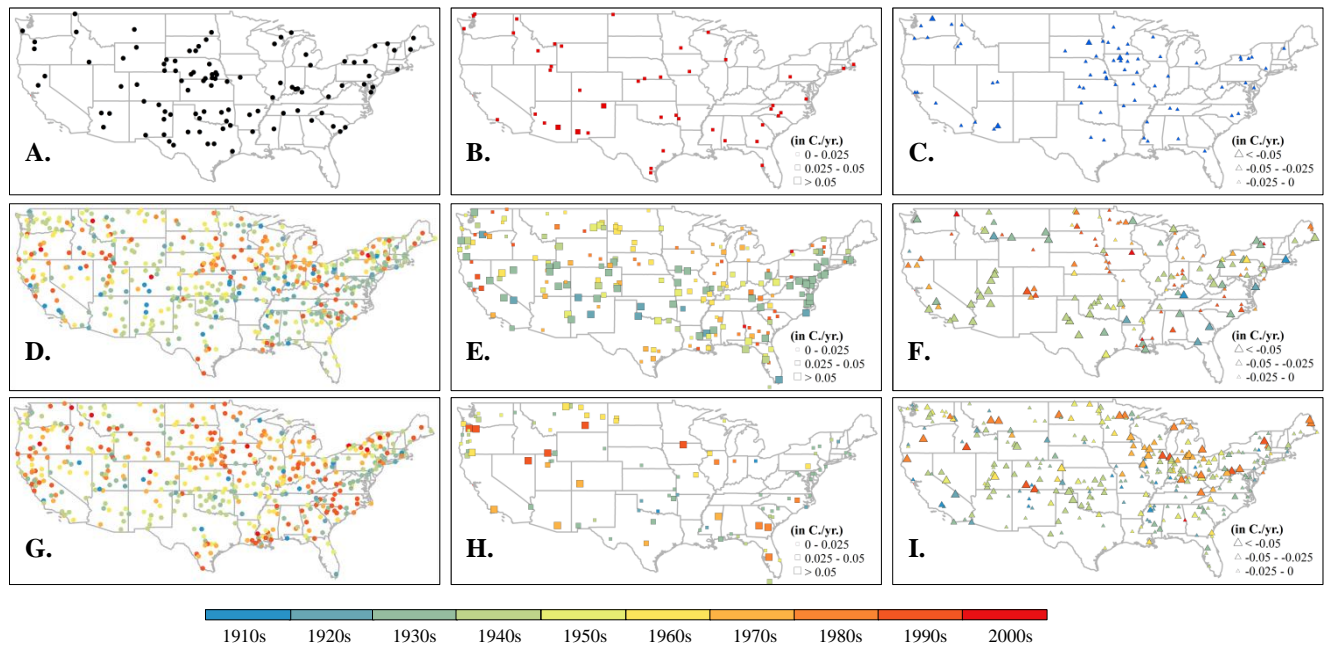 A.
B.
(in C./yr.)
0 - 0.025
0.025 - 0.05
> 0.05
C.
(in C./yr.)
< -0.05
-0.05 - -0.025
-0.025 - 0
D.
E.
(in C./yr.)
0 - 0.025
0.025 - 0.05
> 0.05
F.
(in C./yr.)
< -0.05
-0.05 - -0.025
-0.025 - 0
G.
H.
(in C./yr.)
0 - 0.025
0.025 - 0.05
> 0.05
I.
(in C./yr.)
< -0.05
-0.05 - -0.025
-0.025 - 0
1910s 1920s 1930s 1940s 1950s 1960s 1970s 1980s 1990s 2000s